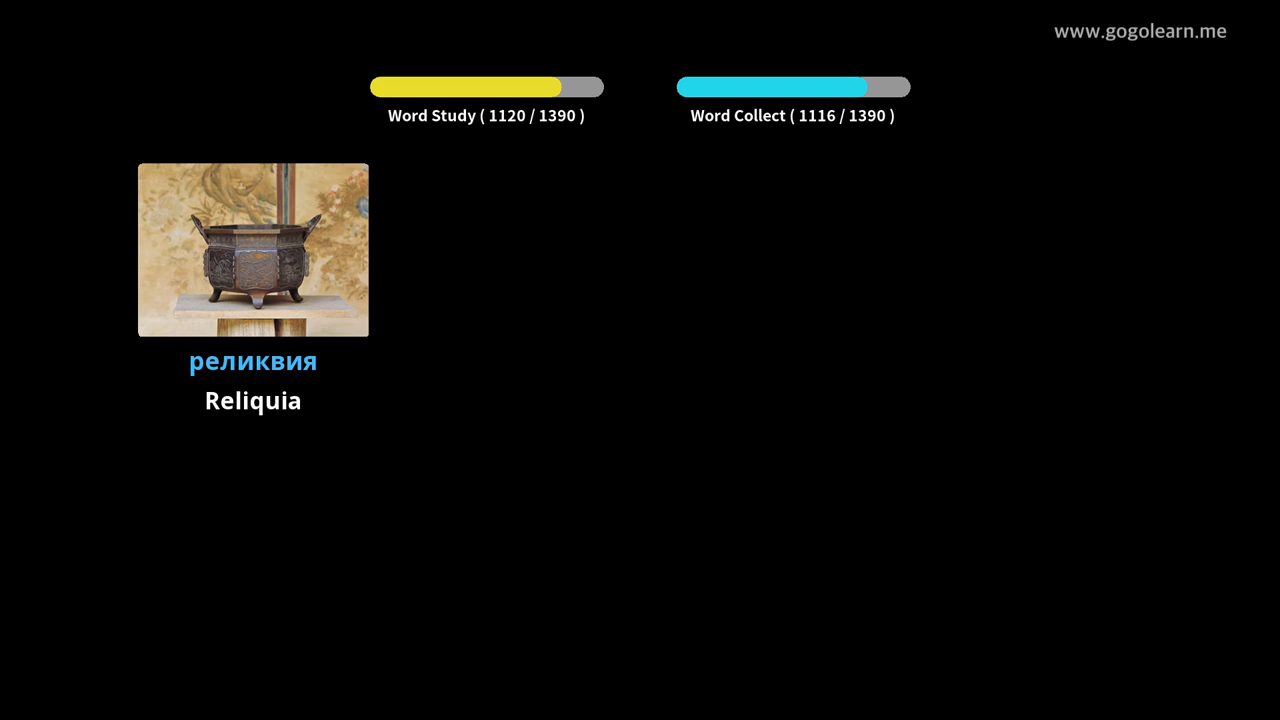 www.gogolearn.me
Word Study ( 1120 / 1390 )
Word Collect ( 1116 / 1390 )
реликвия
Reliquia